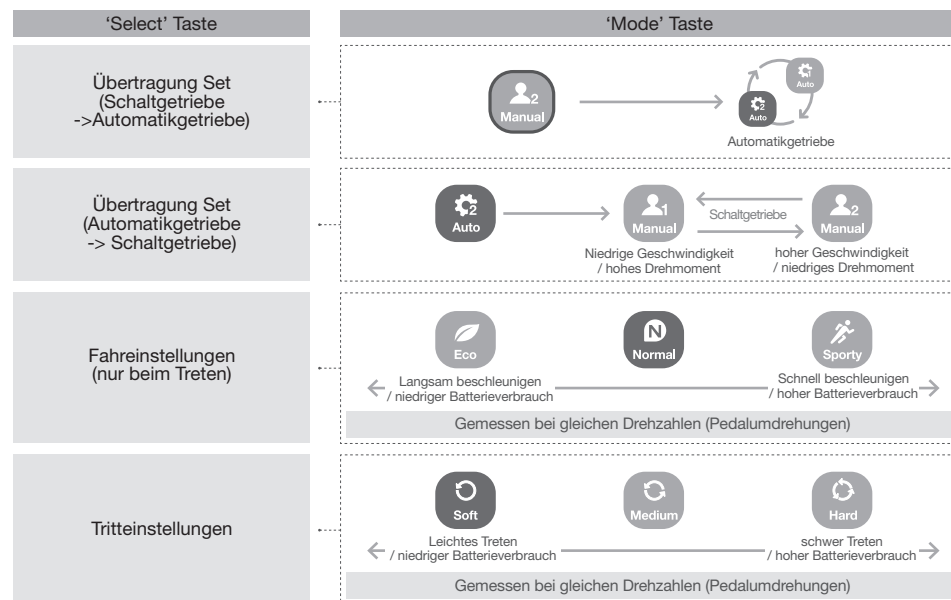 ‘Select’ Taste
‘Mode’ Taste
Übertragung Set
(Schaltgetriebe
->Automatikgetriebe)
2
Manual
1
Auto
2
Auto
Automatikgetriebe
Übertragung Set
(Automatikgetriebe
-> Schaltgetriebe)
2
Auto
1
Manual
Schaltgetriebe
2
Manual
Niedrige Geschwindigkeit
/ hohes Drehmoment
hoher Geschwindigkeit
/ niedriges Drehmoment
Fahreinstellungen
(nur beim Treten)
Eco
N
Normal
Sporty
Langsam beschleunigen
/ niedriger Batterieverbrauch
Schnell beschleunigen
/ hoher Batterieverbrauch
Gemessen bei gleichen Drehzahlen (Pedalumdrehungen)
Tritteinstellungen
Soft
Medium
Hard
Leichtes Treten
/ niedriger Batterieverbrauch
schwer Treten
/ hoher Batterieverbrauch
Gemessen bei gleichen Drehzahlen (Pedalumdrehungen)